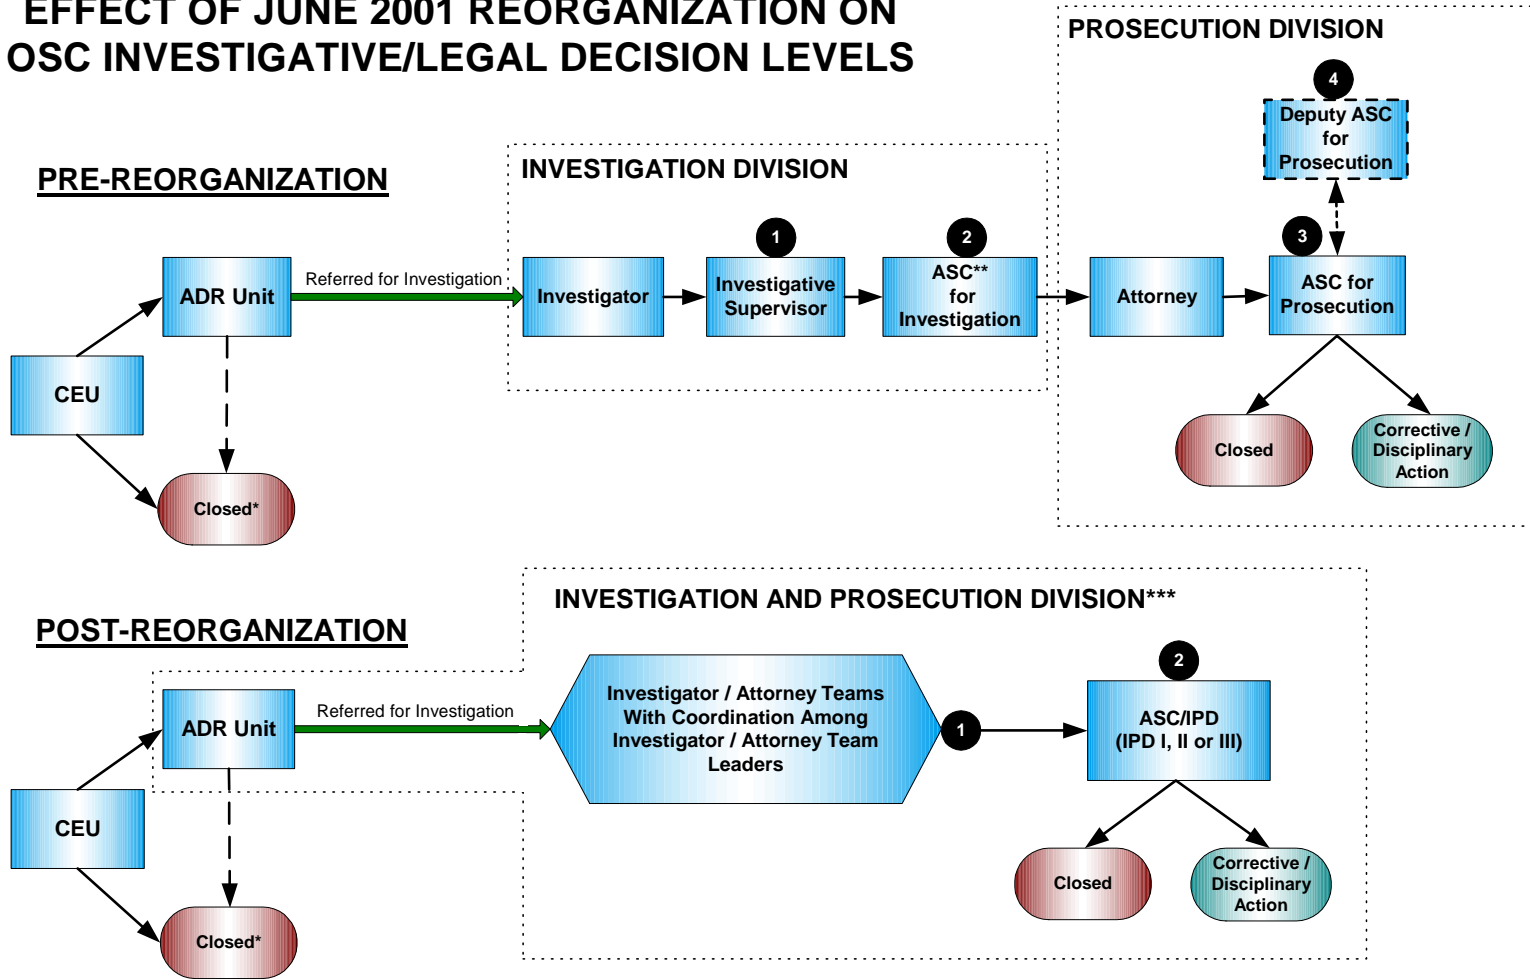 EFFECT OF JUNE 2001 REORGANIZATION ON
OSC INVESTIGATIVE/LEGAL DECISION LEVELS
PROSECUTION DIVISION
4
Deputy ASC
for
Prosecution
PRE-REORGANIZATION
INVESTIGATION DIVISION
1
2
3
ADR Unit
Referred for Investigation
Investigator
Investigative
Supervisor
ASC**
for
Investigation
Attorney
ASC for
Prosecution
CEU
Closed
Corrective /
Disciplinary
Action
Closed*
INVESTIGATION AND PROSECUTION DIVISION***
POST-REORGANIZATION
2
ADR Unit
Referred for Investigation
Investigator / Attorney Teams
With Coordination Among
Investigator / Attorney Team
Leaders
1
ASC/IPD
(IPD I, II or III)
CEU
Closed
Corrective /
Disciplinary
Action
Closed*